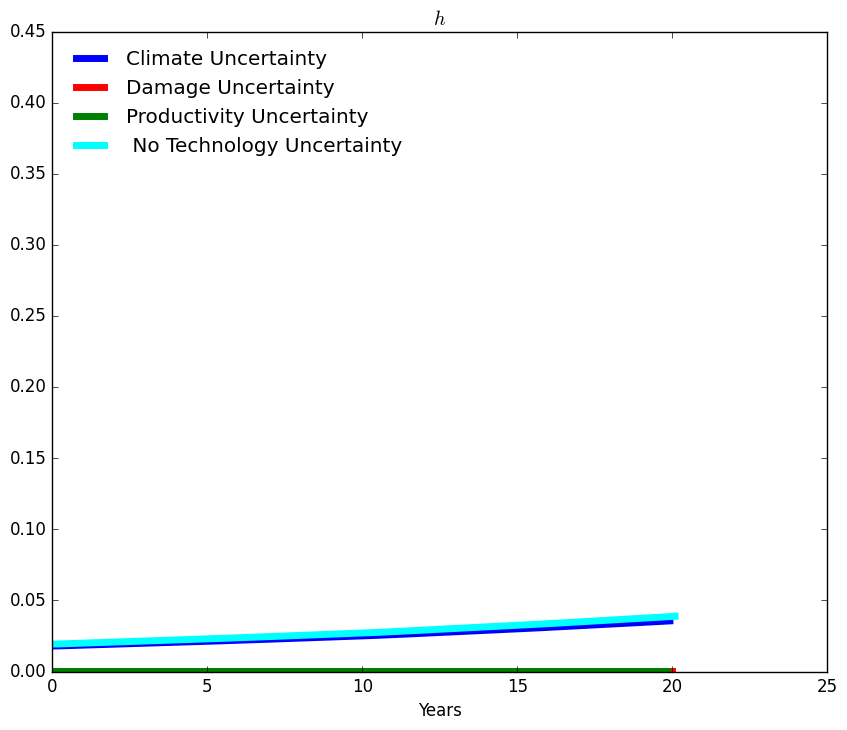 h
0.45
0.40
0.35
0.30
0.25
0.20
0.15
0.10
0.05
0.00
Climate Uncertainty
Damage Uncertainty
Productivity Uncertainty
No Technology Uncertainty
0 5 10 15 20 25
Years